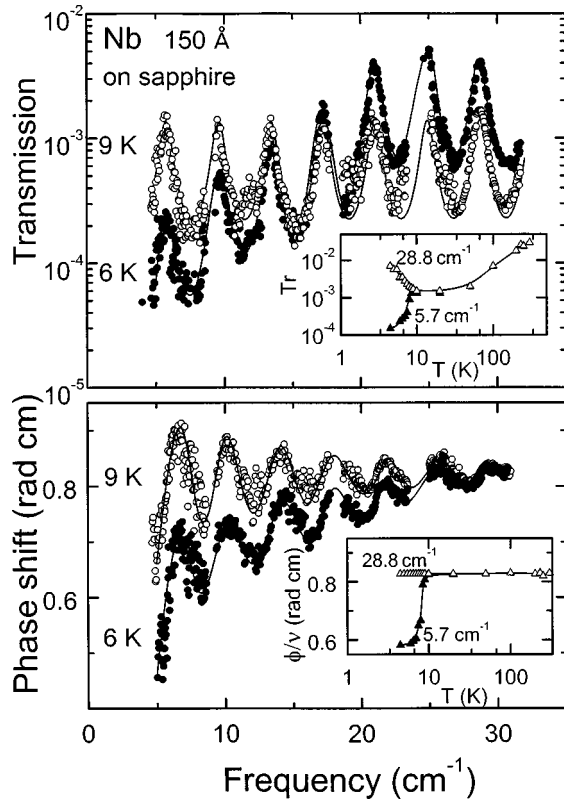 10⁻²
Nb 150 Å
on sapphire
10⁻³
9 K
Transmission
10⁻⁴
6 K
10⁻⁵
28.8 cm⁻¹
10⁻²
Tr
10⁻³
5.7 cm⁻¹
10⁻⁴
1 10 100
T (K)
10
9 K
0.8
Phase shift (rad cm)
0.6
6 K
28.8 cm⁻¹
0.8
ϕ/ν (rad cm)
5.7 cm⁻¹
0.6
1 10 100
T (K)
0 10 20 30
Frequency (cm⁻¹)